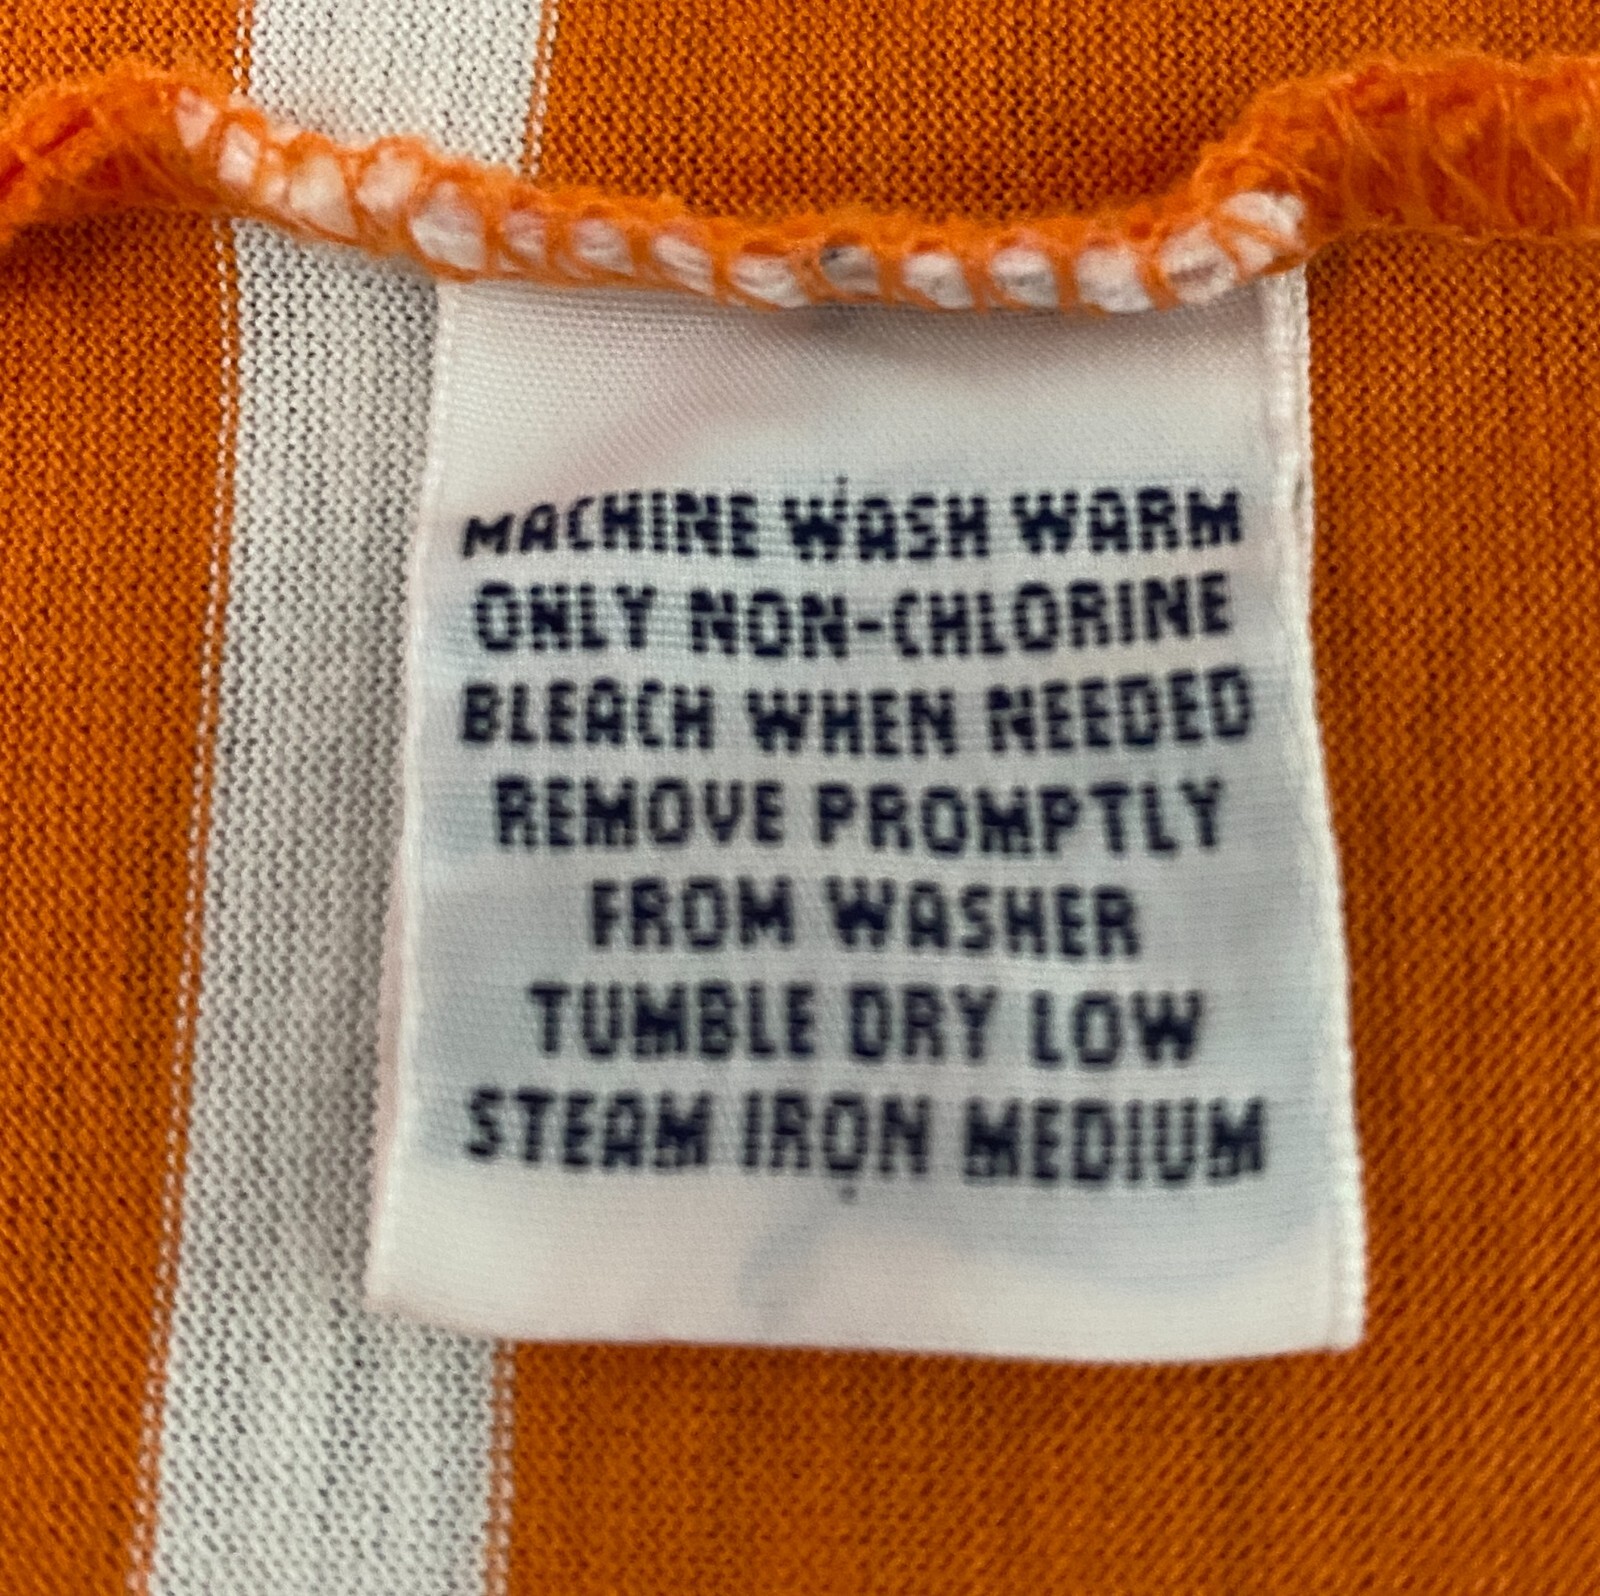 MACHINE WASH WARM
ONLY NON-CHLORINE
BLEACH WHEN NEEDED
REMOVE PROMPTLY
FROM WASHER
TUMBLE DRY LOW
STEAM IRON MEDIUM